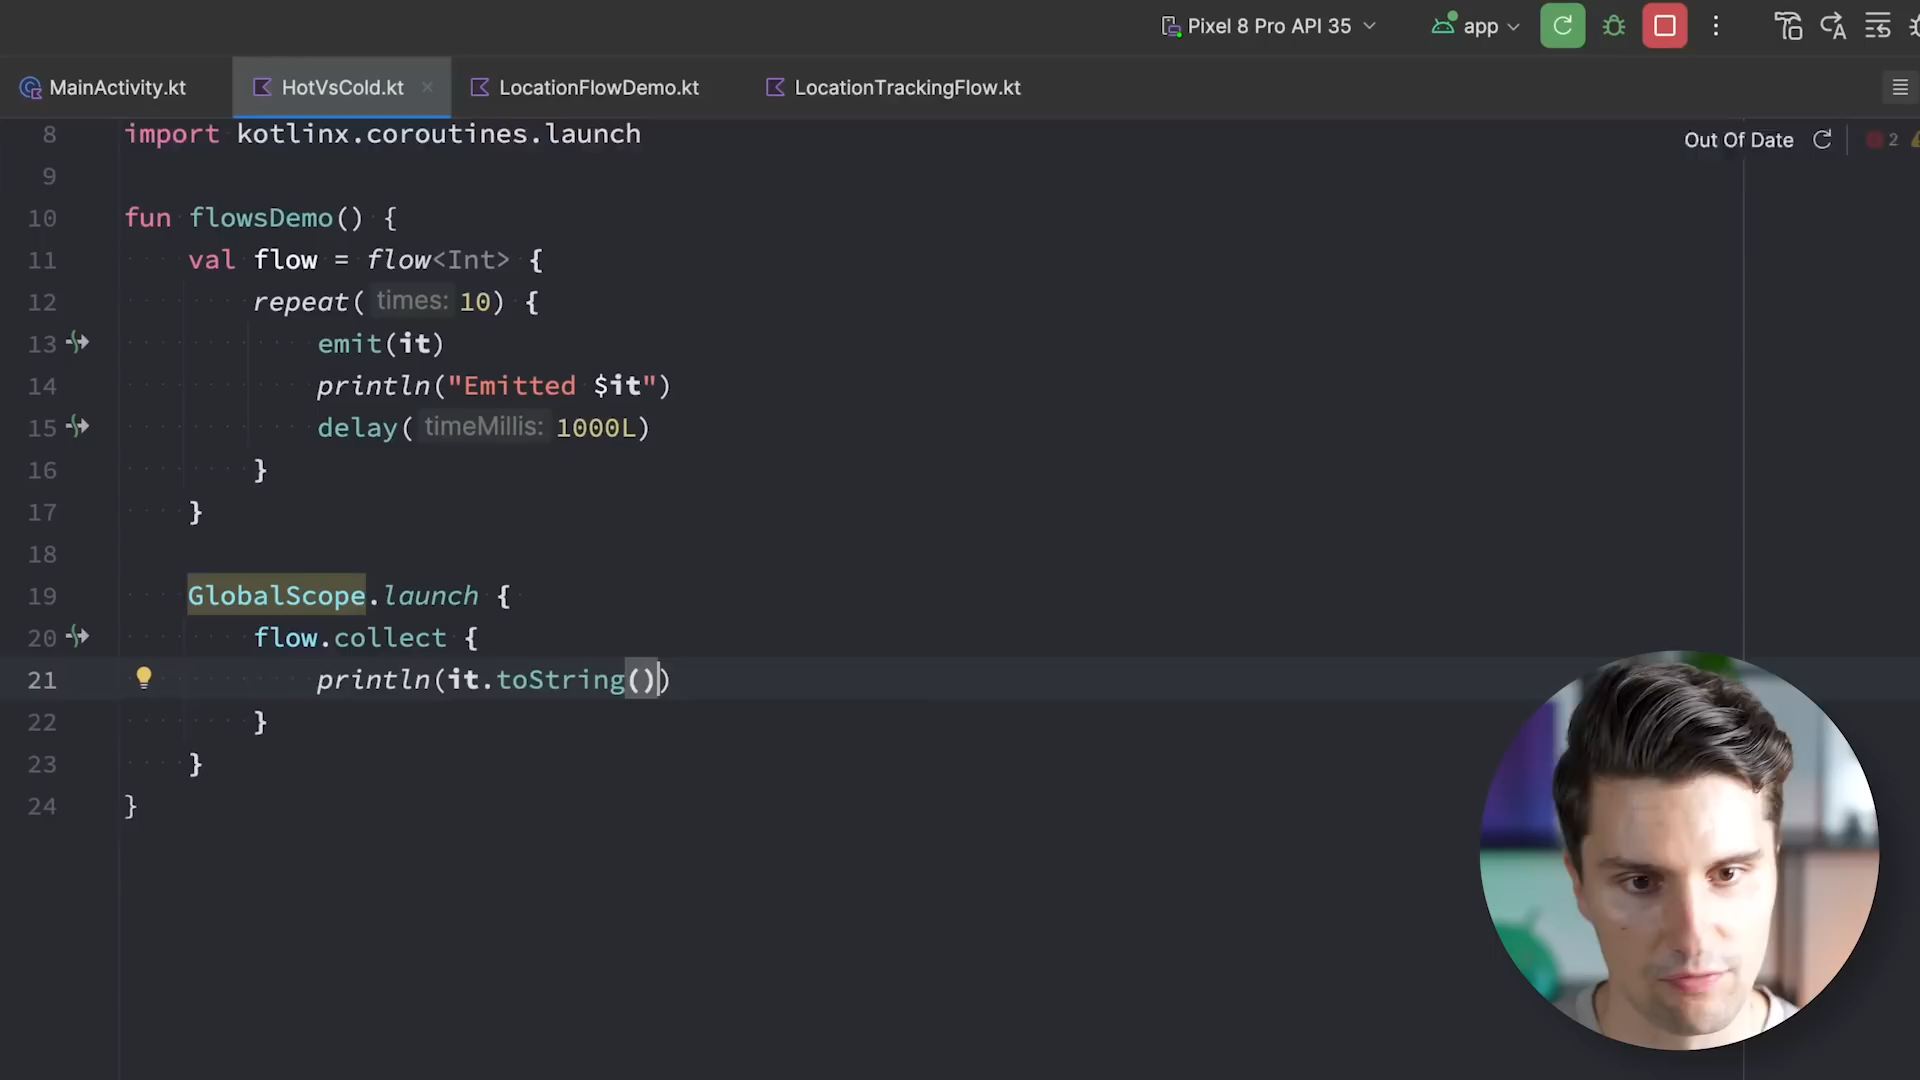 Pixel 8 Pro API 35
app
MainActivity.kt
HotVsCold.kt
LocationFlowDemo.kt
LocationTrackingFlow.kt
Out Of Date
2
8 import kotlinx.coroutines.launch
9
10 fun flowsDemo() {
11 val flow = flow<Int> {
12 repeat( times: 10) {
13 emit(it)
14 println("Emitted $it")
15 delay( timeMillis: 1000L)
16 }
17 }
18
19 GlobalScope.launch {
20 flow.collect {
21 println(it.toString())
22 }
23 }
24 }